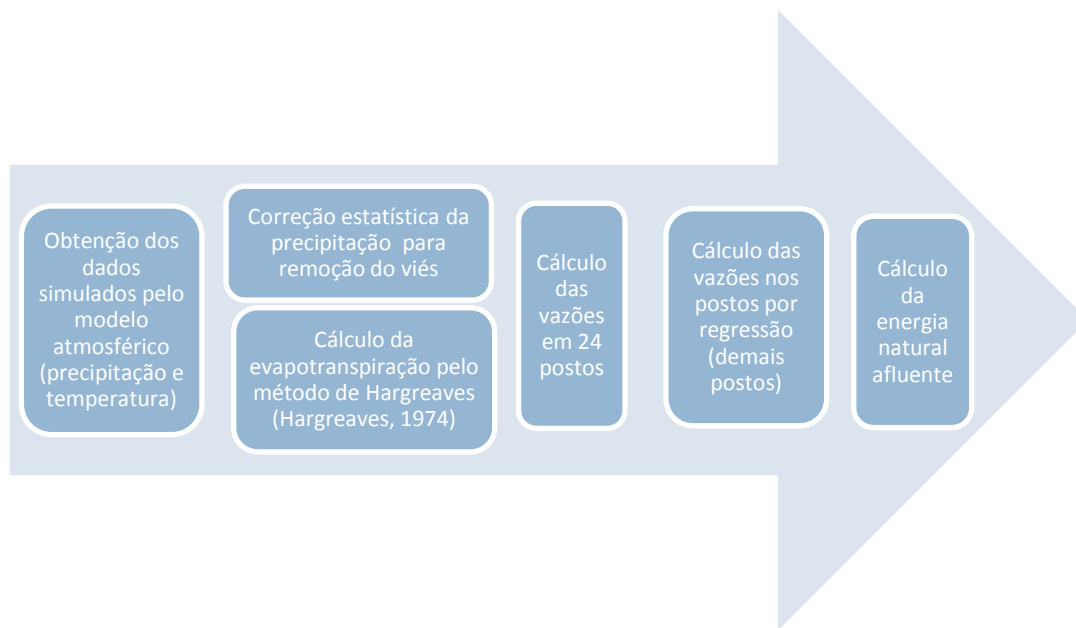 Obtenção dos
dados
simulados pelo
modelo
atmosférico
(precipitação e
temperatura)
Correção estatística da
precipitação para
remoção do viés
Cálculo da
evapotranspiração pelo
método de Hargreaves
(Hargreaves, 1974)
Cálculo
das
vazões
em 24
postos
Cálculo das
vazões nos
postos por
regressão
(demais
postos)
Cálculo
da
energia
natural
afluente